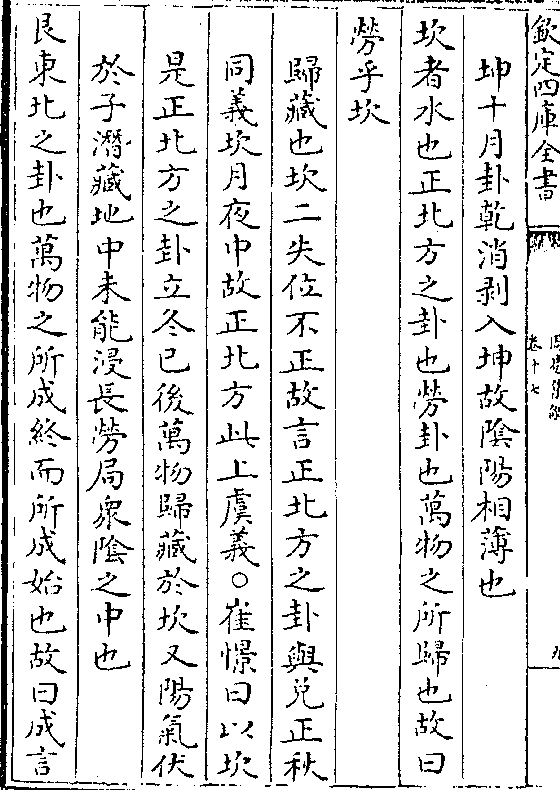 欽定四庫全書
卷十七
坤十月卦乾消剥入坤故隂陽相薄也
坎者水也正北方之卦也勞卦也萬物之所歸也故曰
勞乎坎
歸藏也坎二失位不正故言正北方之卦與兌正秋
同義坎月夜中故正北方此上虞義○崔憬曰以坎
是正北方之卦立冬已後萬物歸藏於坎又陽氣伏
於子潛藏地中未能浸長勞局衆隂之中也
艮東北之卦也萬物之所成終而所成始也故曰成言